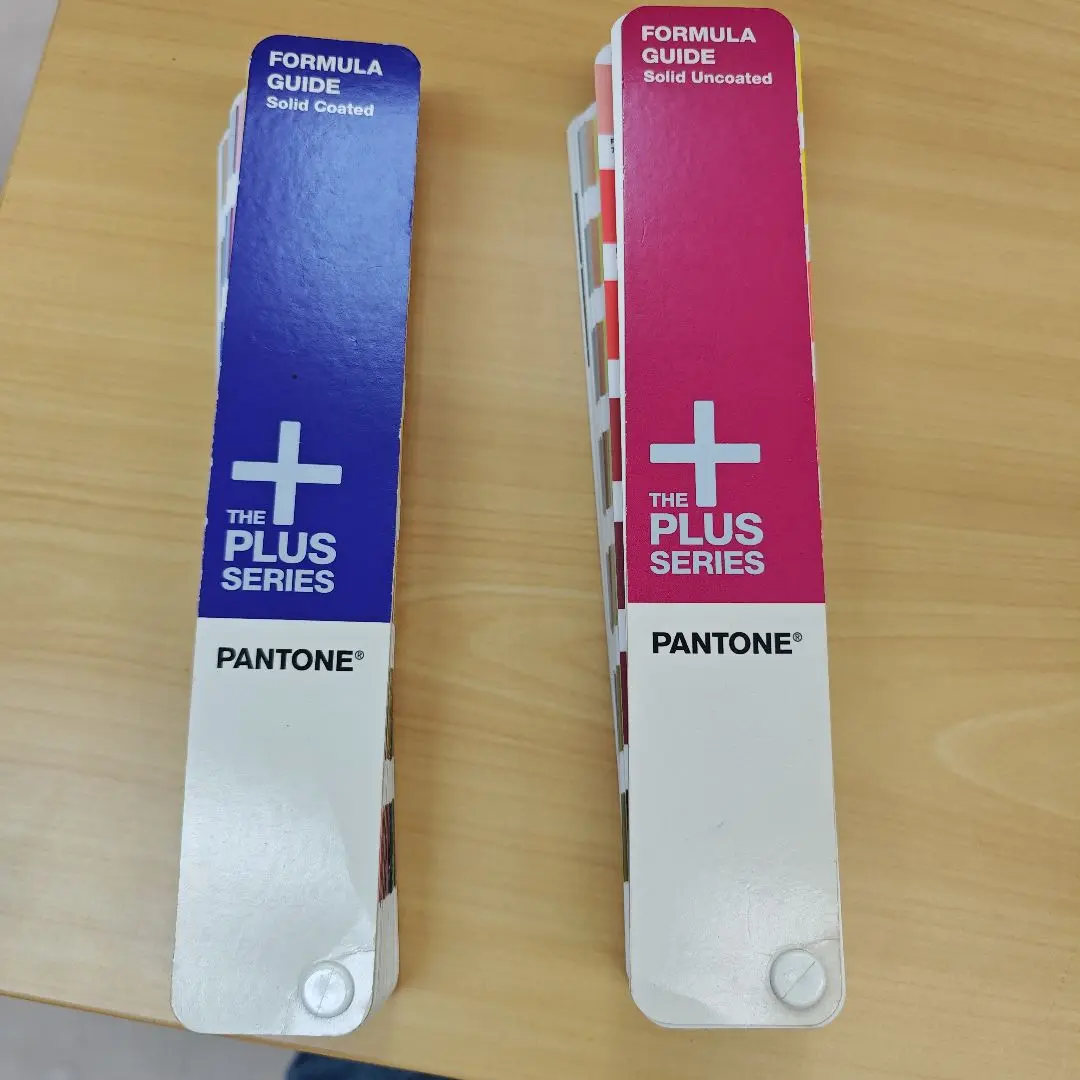 FORMULA
GUIDE
Solid Coated
THE
PLUS
SERIES
PANTONE®
FORMULA
GUIDE
Solid Uncoated
THE
PLUS
SERIES
PANTONE®